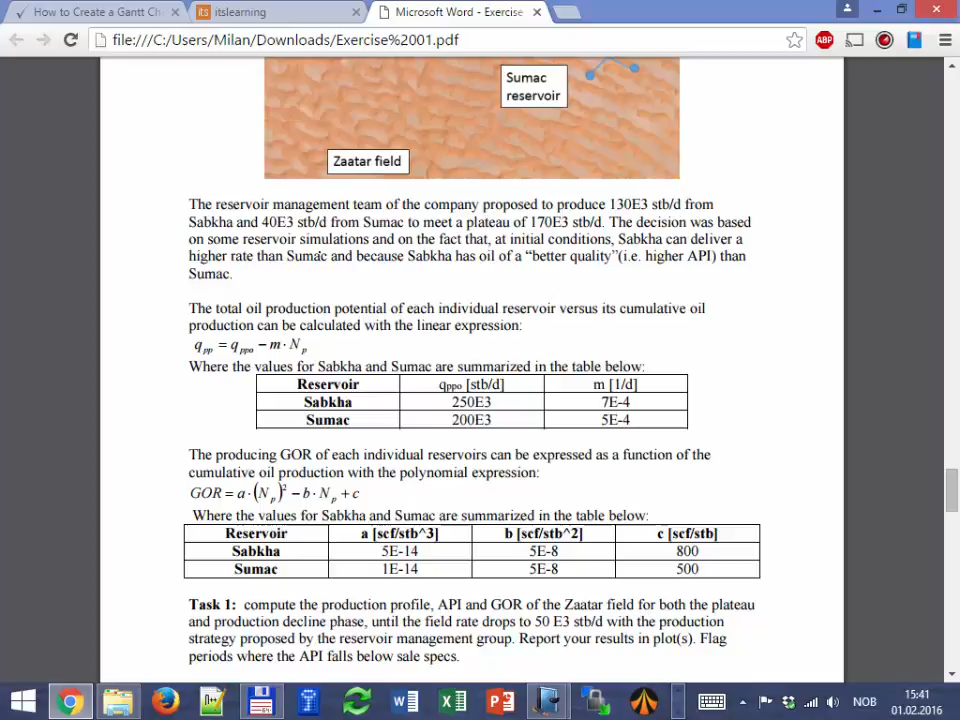 How to Create a Gantt Ch
itslearning
Microsoft Word - Exercise
file:///C:/Users/Milan/Downloads/Exercise%2001.pdf
ABP
Sumac
reservoir
Zaatar field
The reservoir management team of the company proposed to produce 130E3 stb/d from
Sabkha and 40E3 stb/d from Sumac to meet a plateau of 170E3 stb/d. The decision was based
on some reservoir simulations and on the fact that, at initial conditions, Sabkha can deliver a
higher rate than Sumac and because Sabkha has oil of a “better quality”(i.e. higher API) than
Sumac.
The total oil production potential of each individual reservoir versus its cumulative oil
production can be calculated with the linear expression:
q_pp = q_ppo − m · N_p
Where the values for Sabkha and Sumac are summarized in the table below:
Reservoir qppo [stb/d] m [1/d]
Sabkha 250E3 7E-4
Sumac 200E3 5E-4
The producing GOR of each individual reservoirs can be expressed as a function of the
cumulative oil production with the polynomial expression:
GOR = a · (N_p)² − b · N_p + c
Where the values for Sabkha and Sumac are summarized in the table below:
Reservoir a [scf/stb^3] b [scf/stb^2] c [scf/stb]
Sabkha 5E-14 5E-8 800
Sumac 1E-14 5E-8 500
Task 1: compute the production profile, API and GOR of the Zaatar field for both the plateau
and production decline phase, until the field rate drops to 50 E3 stb/d with the production
strategy proposed by the reservoir management group. Report your results in plot(s). Flag
periods where the API falls below sale specs.
NOB
15:41
01.02.2016